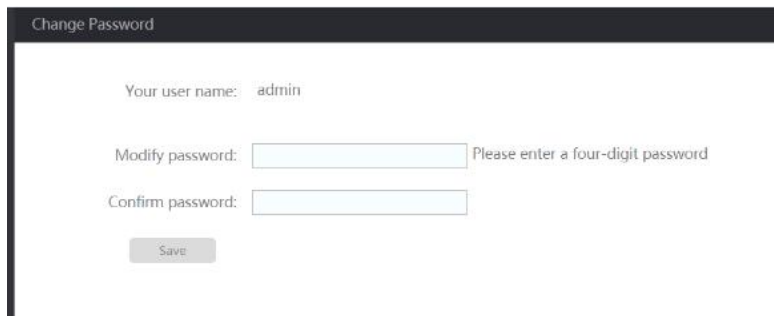 Change Password
Your user name: admin
Modify password: Please enter a four-digit password
Confirm password:
Save